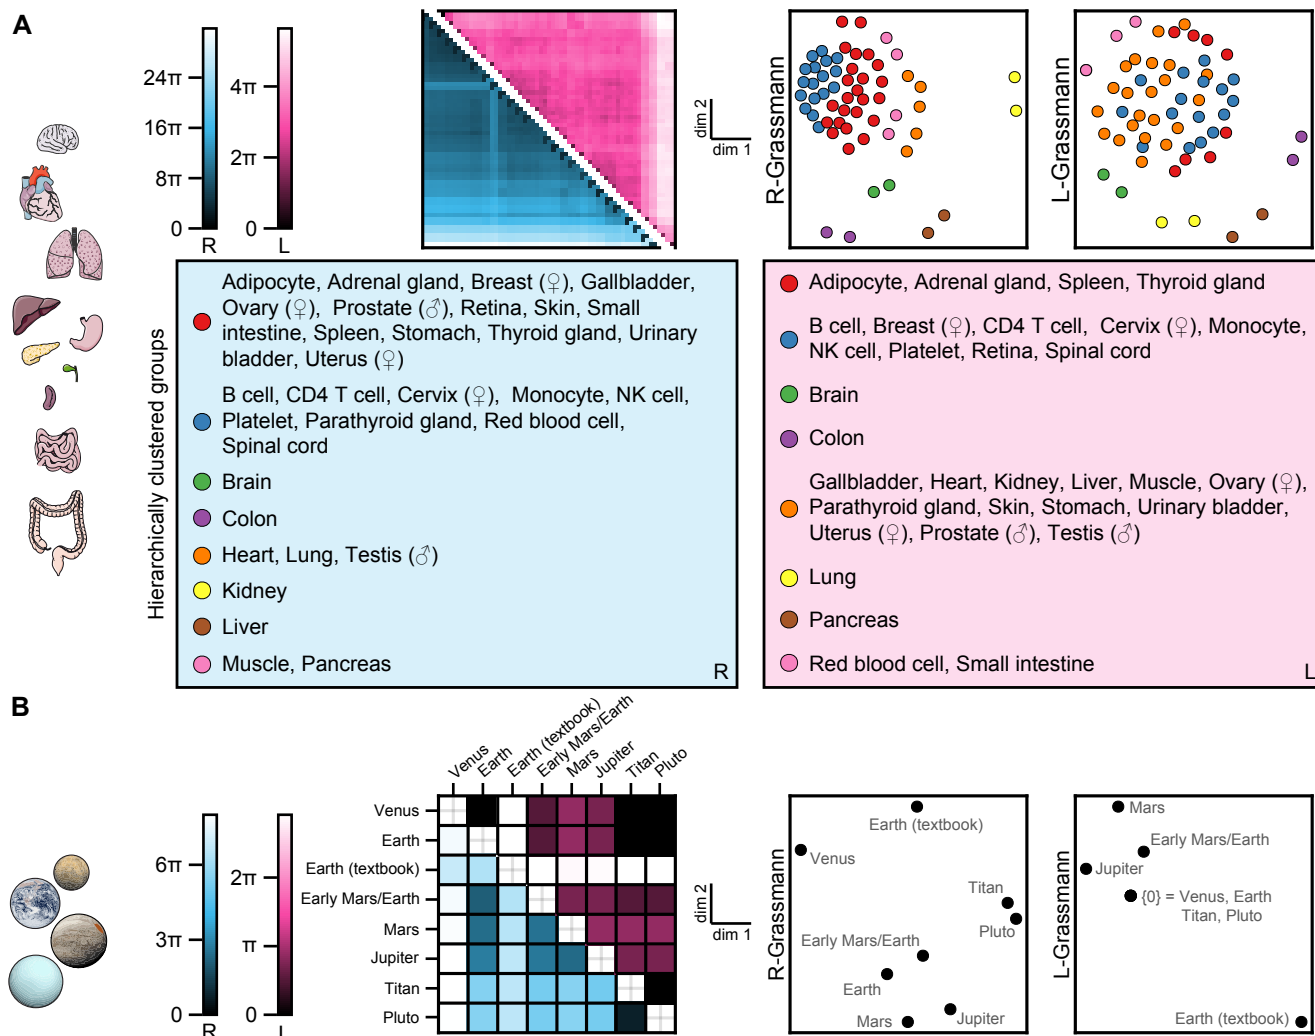 A
24π
16π
8π
0
R
4π
2π
0
L
dim 2
dim 1
R-Grassmann
L-Grassmann
Hierarchically clustered groups
Adipocyte, Adrenal gland, Breast (♀), Gallbladder,
Ovary (♀), Prostate (♂), Retina, Skin, Small
intestine, Spleen, Stomach, Thyroid gland, Urinary
bladder, Uterus (♀)
B cell, CD4 T cell, Cervix (♀), Monocyte, NK cell,
Platelet, Parathyroid gland, Red blood cell,
Spinal cord
Brain
Colon
Heart, Lung, Testis (♂)
Kidney
Liver
Muscle, Pancreas
R
Adipocyte, Adrenal gland, Spleen, Thyroid gland
B cell, Breast (♀), CD4 T cell, Cervix (♀), Monocyte,
NK cell, Platelet, Retina, Spinal cord
Brain
Colon
Gallbladder, Heart, Kidney, Liver, Muscle, Ovary (♀),
Parathyroid gland, Skin, Stomach, Urinary bladder,
Uterus (♀), Prostate (♂), Testis (♂)
Lung
Pancreas
Red blood cell, Small intestine
L
B
6π
3π
0
R
2π
π
0
L
Venus
Earth
Earth (textbook)
Early Mars/Earth
Mars
Jupiter
Titan
Pluto
Venus
Earth
Earth (textbook)
Early Mars/Earth
Mars
Jupiter
Titan
Pluto
dim 2
dim 1
R-Grassmann
Earth (textbook)
Venus
Titan
Pluto
Early Mars/Earth
Earth
Mars
Jupiter
L-Grassmann
Mars
Early Mars/Earth
Jupiter
{0} = Venus, Earth
Titan, Pluto
Earth (textbook)